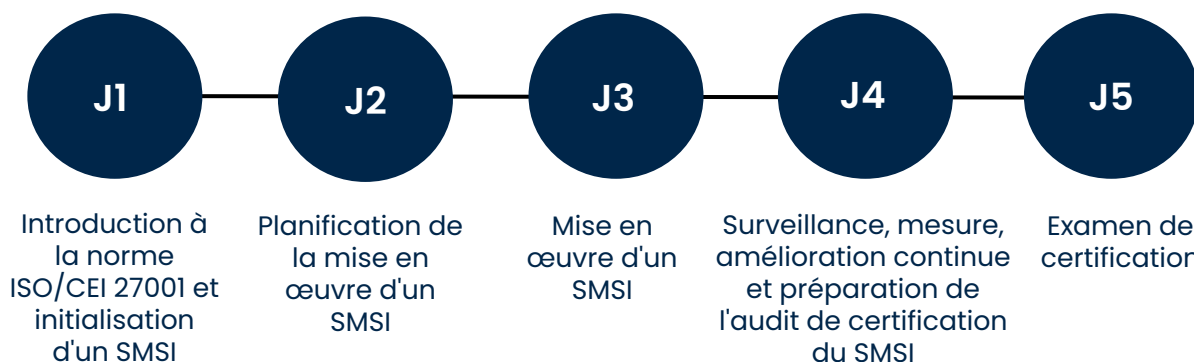 J1
Introduction à
la norme
ISO/CEI 27001 et
initialisation
d'un SMSI
J2
Planification de
la mise en
œuvre d'un
SMSI
J3
Mise en
œuvre d'un
SMSI
J4
Surveillance, mesure,
amélioration continue
et préparation de
l'audit de certification
du SMSI
J5
Examen de
certification